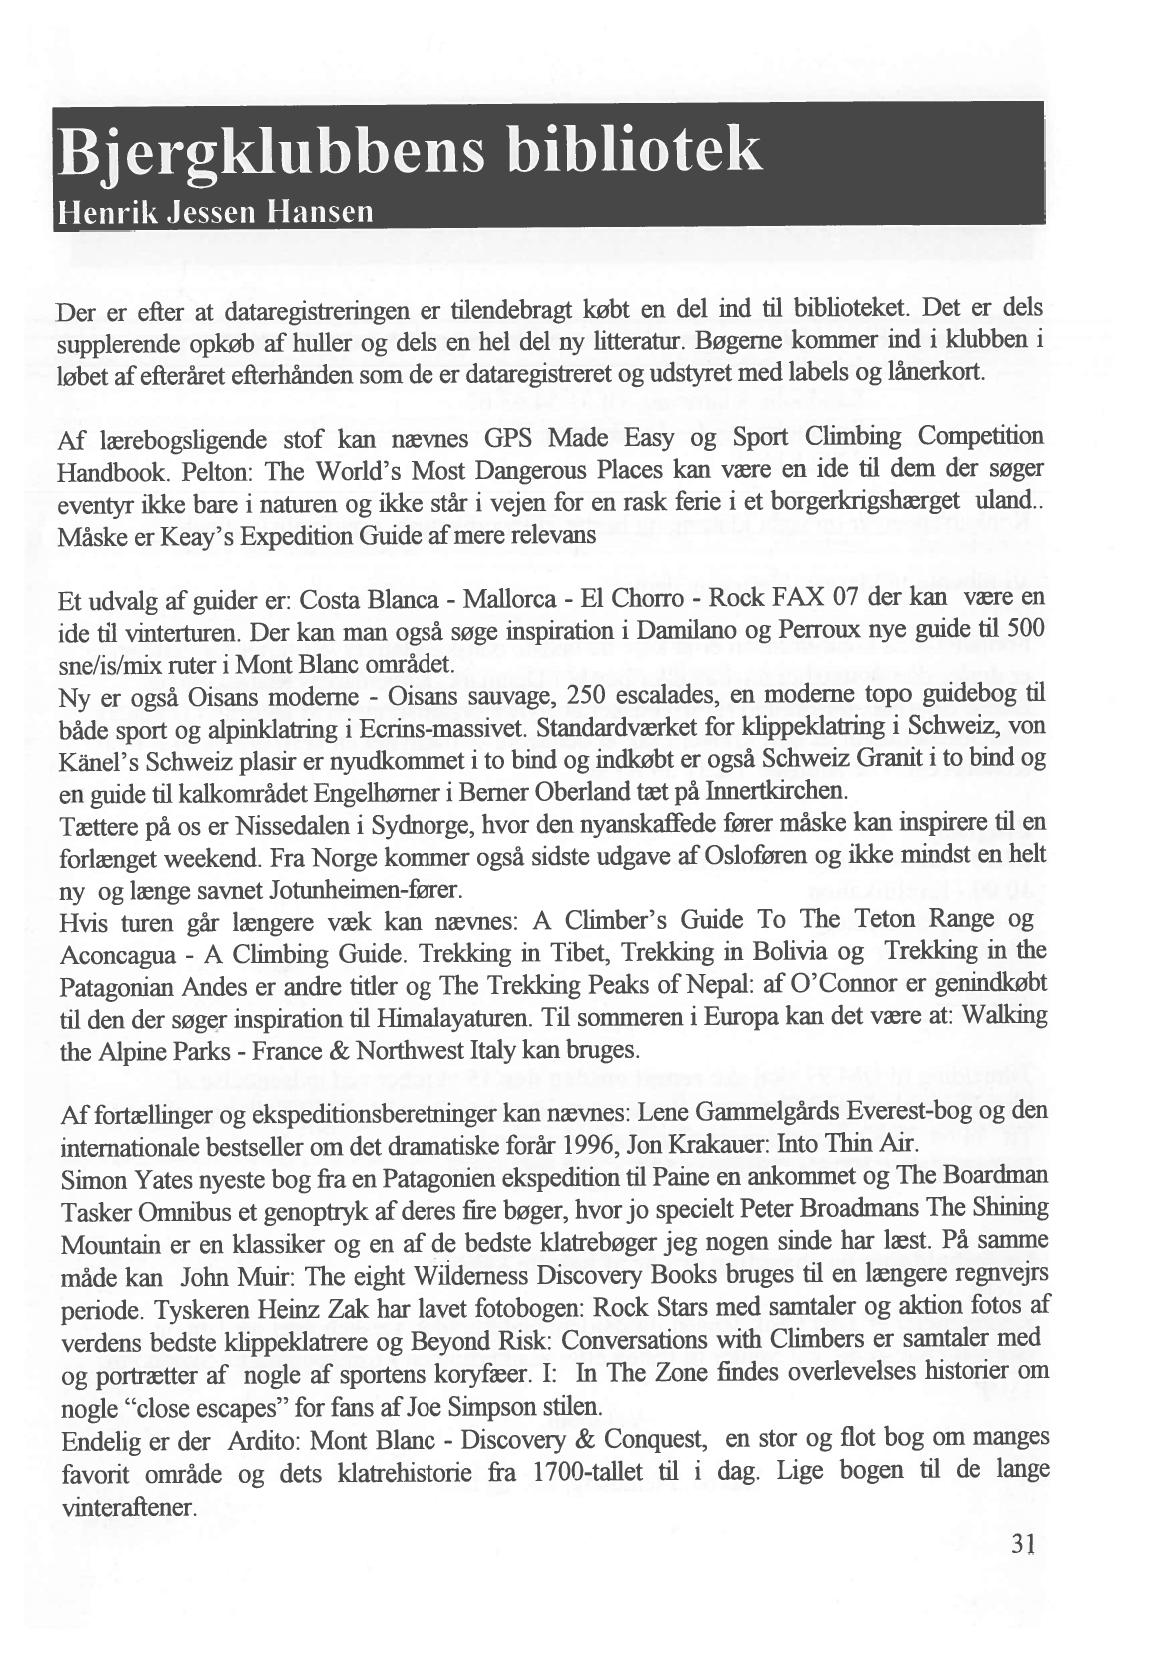 Bjergklubbens bibliotek
Henrik Jessen Hansen
Der er efter at dataregistreringen er tilendebragt købt en del ind til biblioteket. Det er dels
supplerende opkøb af huller og dels en hel del ny litteratur. Bøgerne kommer ind i klubben i
løbet af efteråret efterhånden som de er dataregistreret og udstyret med labels og lånerkort.
Af lærebogsligende stof kan nævnes GPS Made Easy og Sport Climbing Competition
Handbook. Pelton: The World's Most Dangerous Places kan være en ide til dem der søger
eventyr ikke bare i naturen og ikke står i vejen for en rask ferie i et borgerkrigshærget uland..
Måske er Keay's Expedition Guide af mere relevans
Et udvalg af guider er: Costa Blanca - Mallorca - El Chorro - Rock FAX 07 der kan være en
ide til vinterturen. Der kan man også søge inspiration i Damilano og Perroux nye guide til 500
sne/is/mix ruter i Mont Blanc området.
Ny er også Oisans moderne - Oisans sauvage, 250 escalades, en moderne topo guidebog til
både sport og alpinklatring i Ecrins-massivet. Standardværket for klippeklatring i Schweiz, von
Känel's Schweiz plasir er nyudkommet i to bind og indkøbt er også Schweiz Granit i to bind og
en guide til kalkområdet Engelhørner i Berner Oberland tæt på Innertkirchen.
Tættere på os er Nissedalen i Sydnorge, hvor den nyanskaffede fører måske kan inspirere til en
forlænget weekend. Fra Norge kommer også sidste udgave af Osloføren og ikke mindst en helt
ny og længe savnet Jotunheimen-fører.
Hvis turen går længere væk kan nævnes: A Climber's Guide To The Teton Range og
Aconcagua - A Climbing Guide. Trekking in Tibet, Trekking in Bolivia og Trekking in the
Patagonian Andes er andre titler og The Trekking Peaks of Nepal: af O'Connor er genindkøbt
til den der søger inspiration til Himalayaturen. Til sommeren i Europa kan det være at: Walking
the Alpine Parks - France & Northwest Italy kan bruges.
Af fortællinger og ekspeditionsberetninger kan nævnes: Lene Gammelgårds Everest-bog og den
internationale bestseller om det dramatiske forår 1996, Jon Krakauer: Into Thin Air.
Simon Yates nyeste bog fra en Patagonien ekspedition til Paine en ankommet og The Boardman
Tasker Omnibus et genoptryk af deres fire bøger, hvor jo specielt Peter Broadmans The Shining
Mountain er en klassiker og en af de bedste klatrebøger jeg nogen sinde har læst. På samme
måde kan John Muir: The eight Wilderness Discovery Books bruges til en længere regnvejrs
periode. Tyskeren Heinz Zak har lavet fotobogen: Rock Stars med samtaler og aktion fotos af
verdens bedste klippeklatrere og Beyond Risk: Conversations with Climbers er samtaler med
og portrætter af nogle af sportens koryfæer. I: In The Zone findes overlevelses historier om
nogle “close escapes” for fans af Joe Simpson stilen.
Endelig er der Ardito: Mont Blanc - Discovery & Conquest, en stor og flot bog om manges
favorit område og dets klatrehistorie fra 1700-tallet til i dag. Lige bogen til de lange
vinteraftener.
31